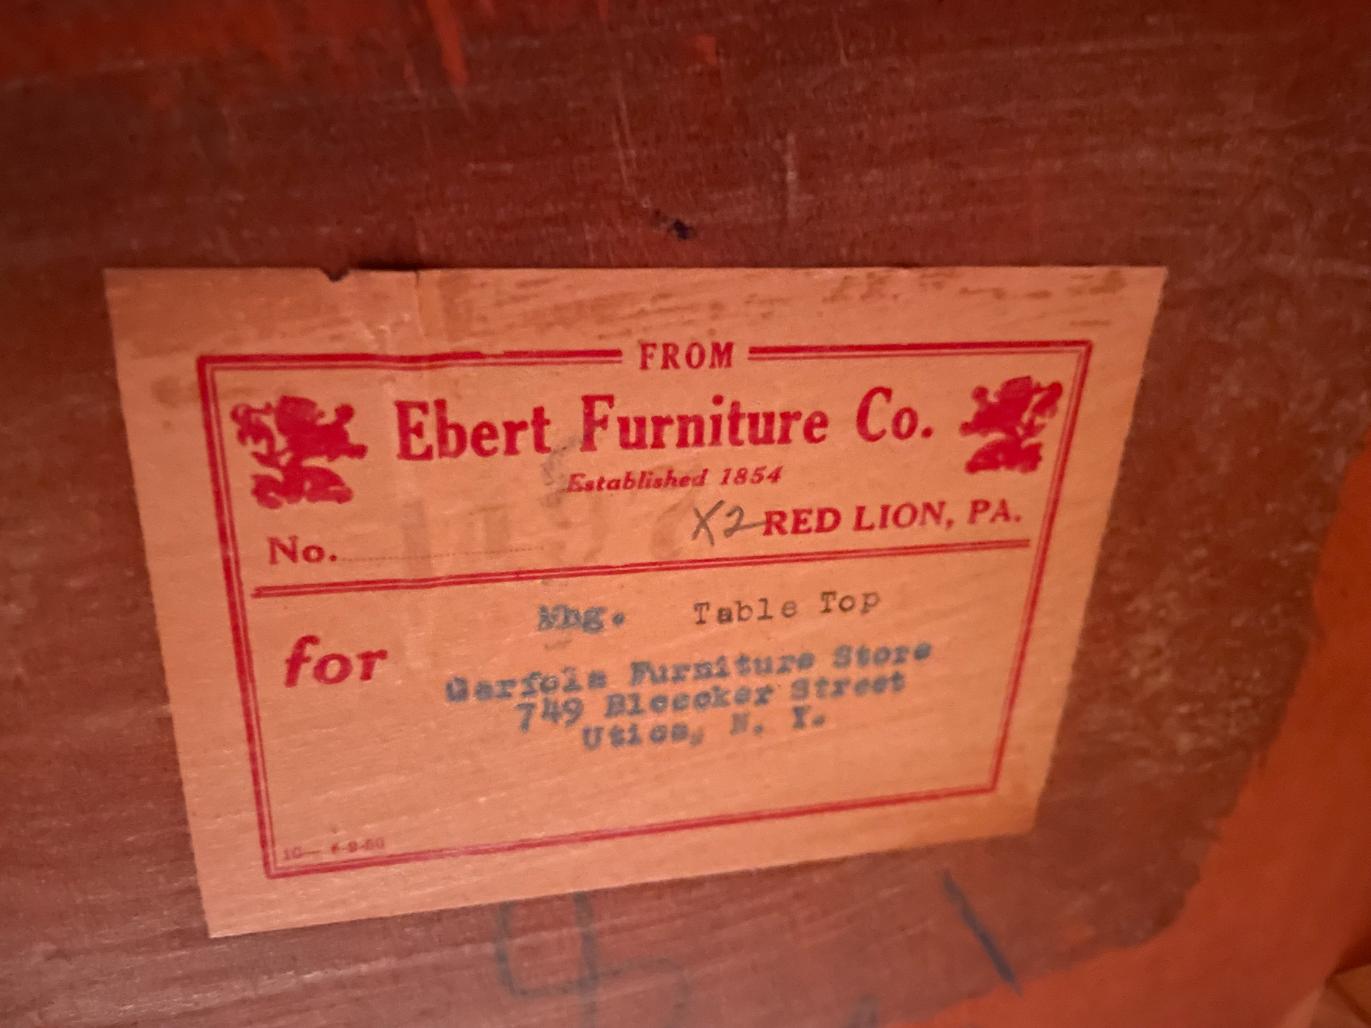 FROM
Ebert Furniture Co.
Established 1854
X2 RED LION, PA.
No.
Mhg. Table Top
for
Furniture Store
749 Bleecker Street
Utica, N. Y.